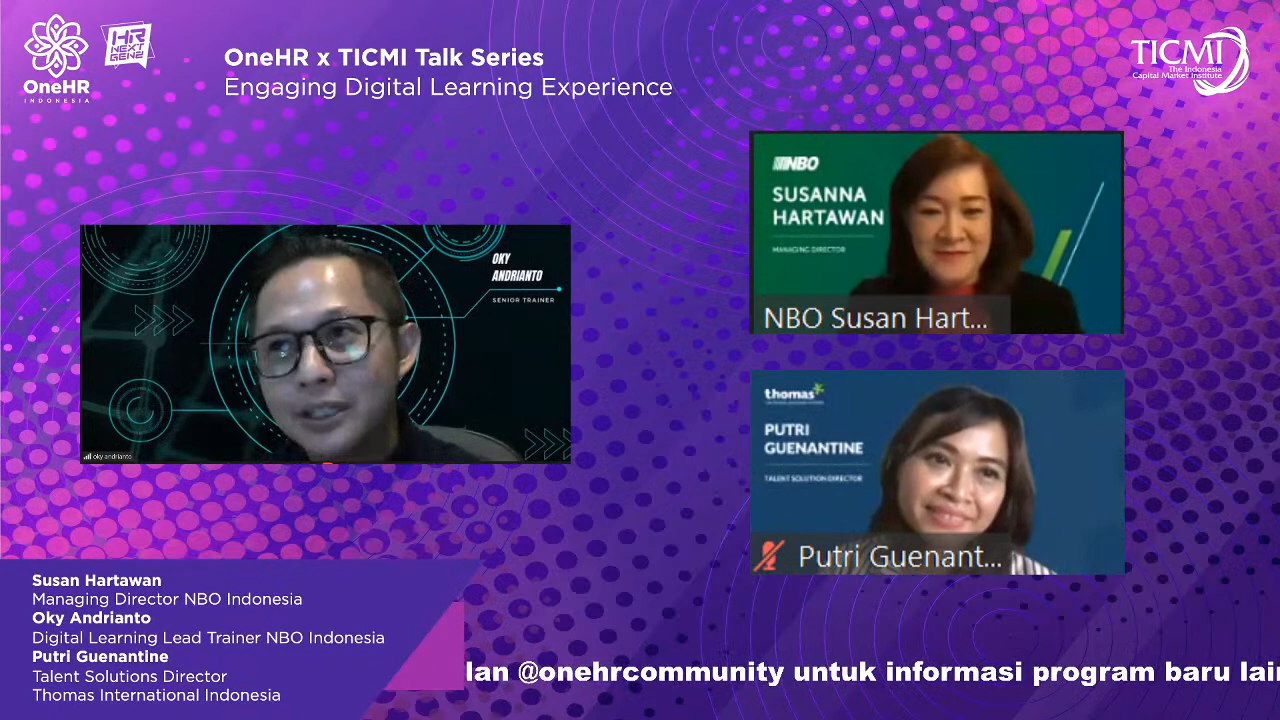 OneHR
INDONESIA
HR
NEXT
GEN
OneHR x TICMI Talk Series
Engaging Digital Learning Experience
TICMI
The Indonesia
Capital Market Institute
OKY
ANDRIANTO
SENIOR TRAINER
oky andrianto
NBO
SUSANNA
HARTAWAN
MANAGING DIRECTOR
NBO Susan Hart...
thomas
PUTRI
GUENANTINE
TALENT SOLUTION DIRECTOR
Putri Guenant...
Susan Hartawan
Managing Director NBO Indonesia
Oky Andrianto
Digital Learning Lead Trainer NBO Indonesia
Putri Guenantine
Talent Solutions Director
Thomas International Indonesia
lan @onehrcommunity untuk informasi program baru lai